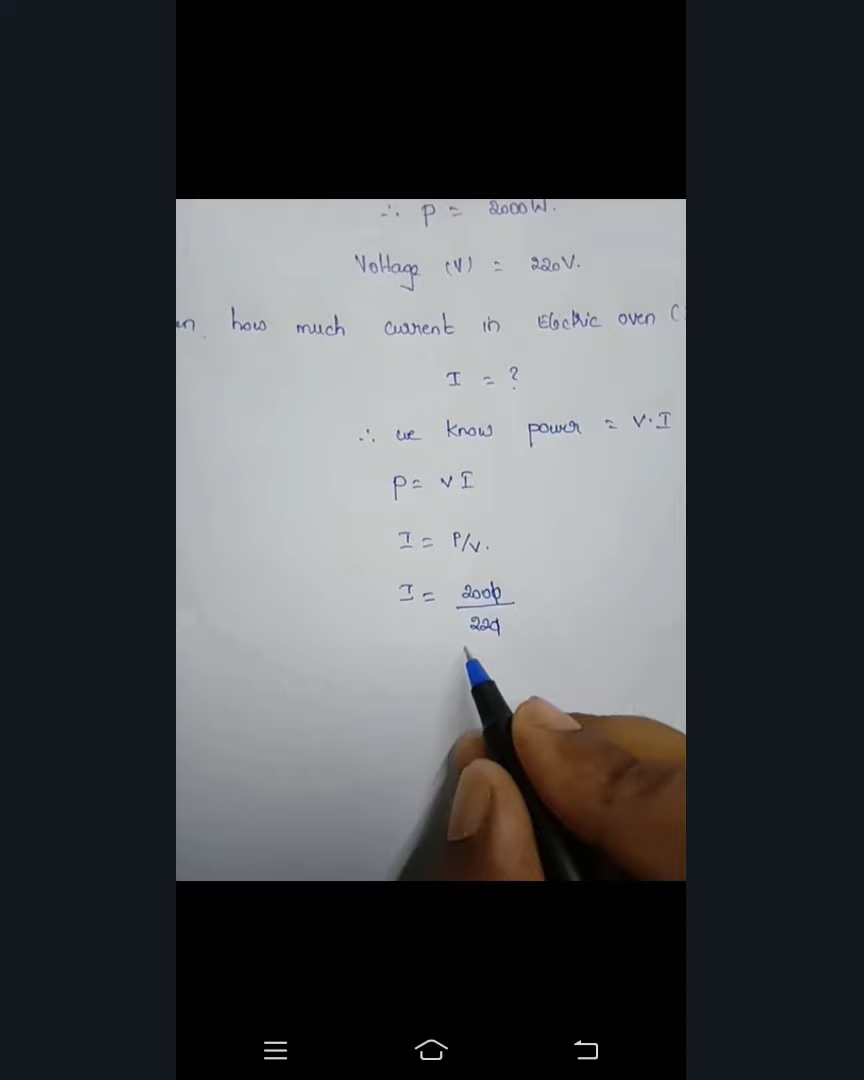 ∴ P = 2000W.
Voltage (V) = 220V.
how much current in Electric oven (
I = ?
∴ we know power = V·I
P = VI
I = P/V.
I = 2000
220